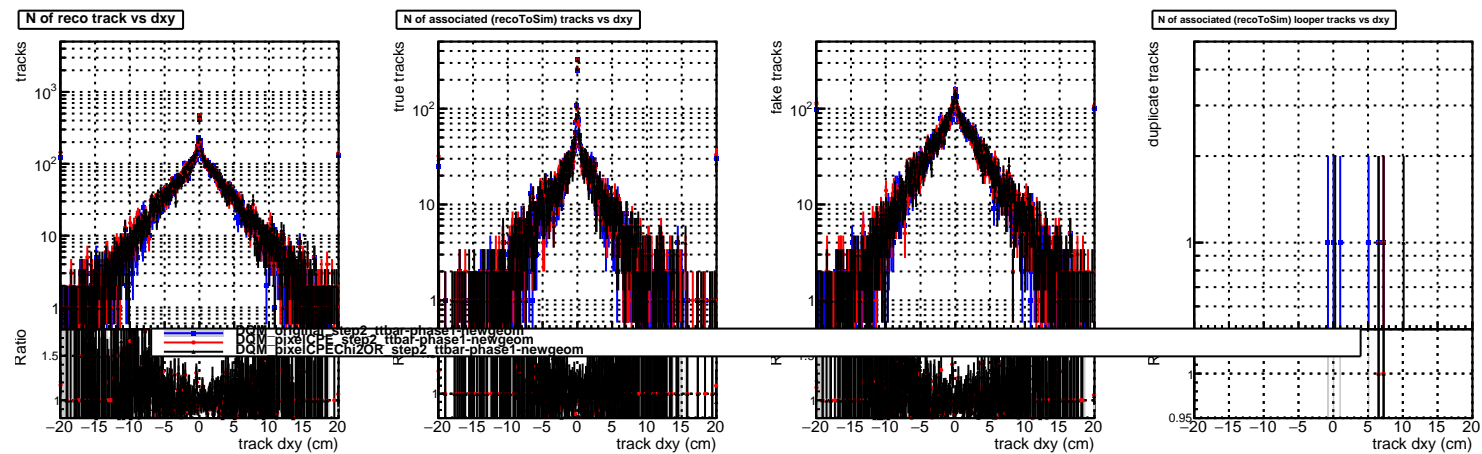 N of reco track vs dxy
tracks
10³
10²
10
1
Ratio
1.5
1
−20 −15 −10 −5 0 5 10 15 20
track dxy (cm)
N of associated (recoToSim) tracks vs dxy
true tracks
10²
10
1
−20 −15 −10 −5 0 5 10 15 20
track dxy (cm)
fake tracks
10²
10
1
−20 −15 −10 −5 0 5 10 15 20
track dxy (cm)
N of associated (recoToSim) looper tracks vs dxy
duplicate tracks
1
1
0.95
−20 −15 −10 −5 0 5 10 15 20
track dxy (cm)
DQM_original_step2_ttbar-phase1-newgeom
DQM_pixelCPE_step2_ttbar-phase1-newgeom
DQM_pixelCPEChi2OR_step2_ttbar-phase1-newgeom